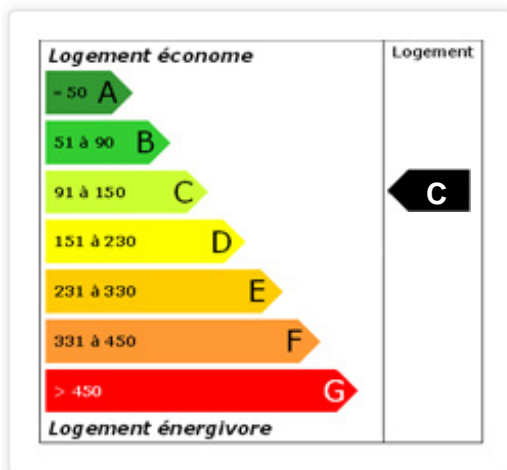 Logement économe
Logement
= 50 A
51 à 90 B
91 à 150 C
C
151 à 230 D
231 à 330 E
331 à 450 F
> 450 G
Logement énergivore